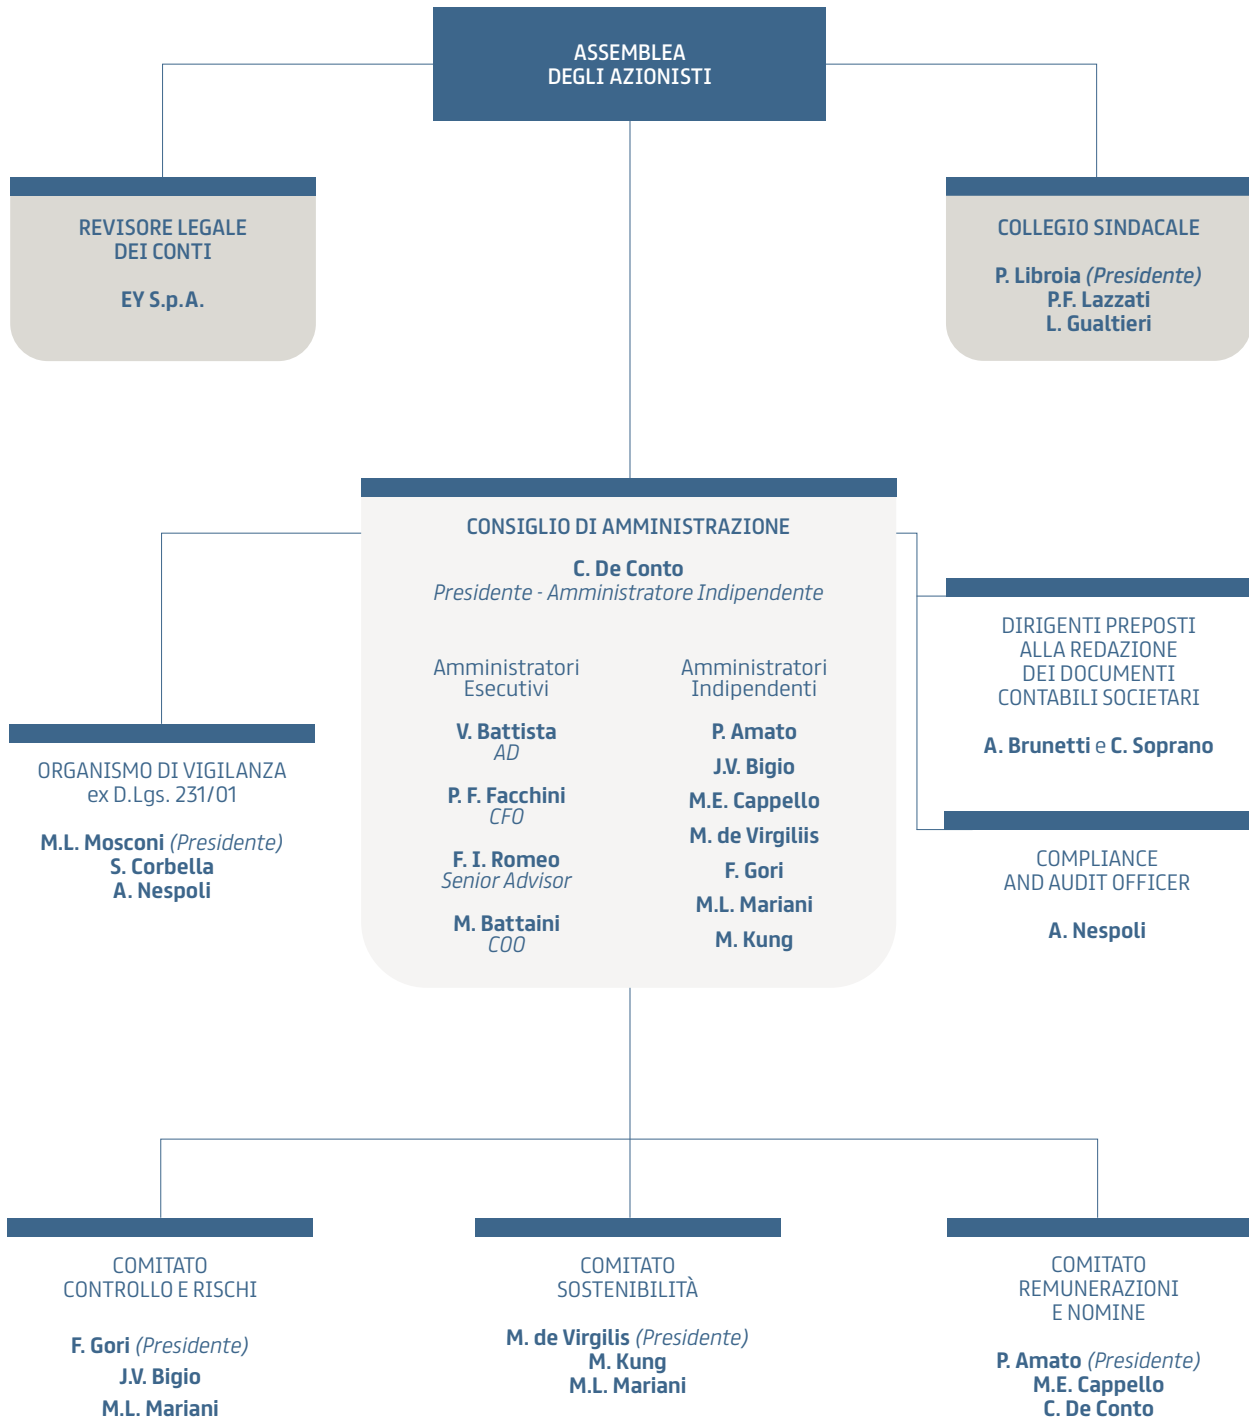 ASSEMBLEA
DEGLI AZIONISTI
REVISORE LEGALE
DEI CONTI
EY S.p.A.
COLLEGIO SINDACALE
P. Libroia (Presidente)
P.F. Lazzati
L. Gualtieri
CONSIGLIO DI AMMINISTRAZIONE
C. De Conto
Presidente - Amministratore Indipendente
Amministratori
Esecutivi
V. Battista
AD
P. F. Facchini
CFO
F. I. Romeo
Senior Advisor
M. Battaini
COO
Amministratori
Indipendenti
P. Amato
J.V. Bigio
M.E. Cappello
M. de Virgiliis
F. Gori
M.L. Mariani
M. Kung
ORGANISMO DI VIGILANZA
ex D.Lgs. 231/01
M.L. Mosconi (Presidente)
S. Corbella
A. Nespoli
DIRIGENTI PREPOSTI
ALLA REDAZIONE
DEI DOCUMENTI
CONTABILI SOCIETARI
A. Brunetti e C. Soprano
COMPLIANCE
AND AUDIT OFFICER
A. Nespoli
COMITATO
CONTROLLO E RISCHI
F. Gori (Presidente)
J.V. Bigio
M.L. Mariani
COMITATO
SOSTENIBILITÀ
M. de Virgilis (Presidente)
M. Kung
M.L. Mariani
COMITATO
REMUNERAZIONI
E NOMINE
P. Amato (Presidente)
M.E. Cappello
C. De Conto